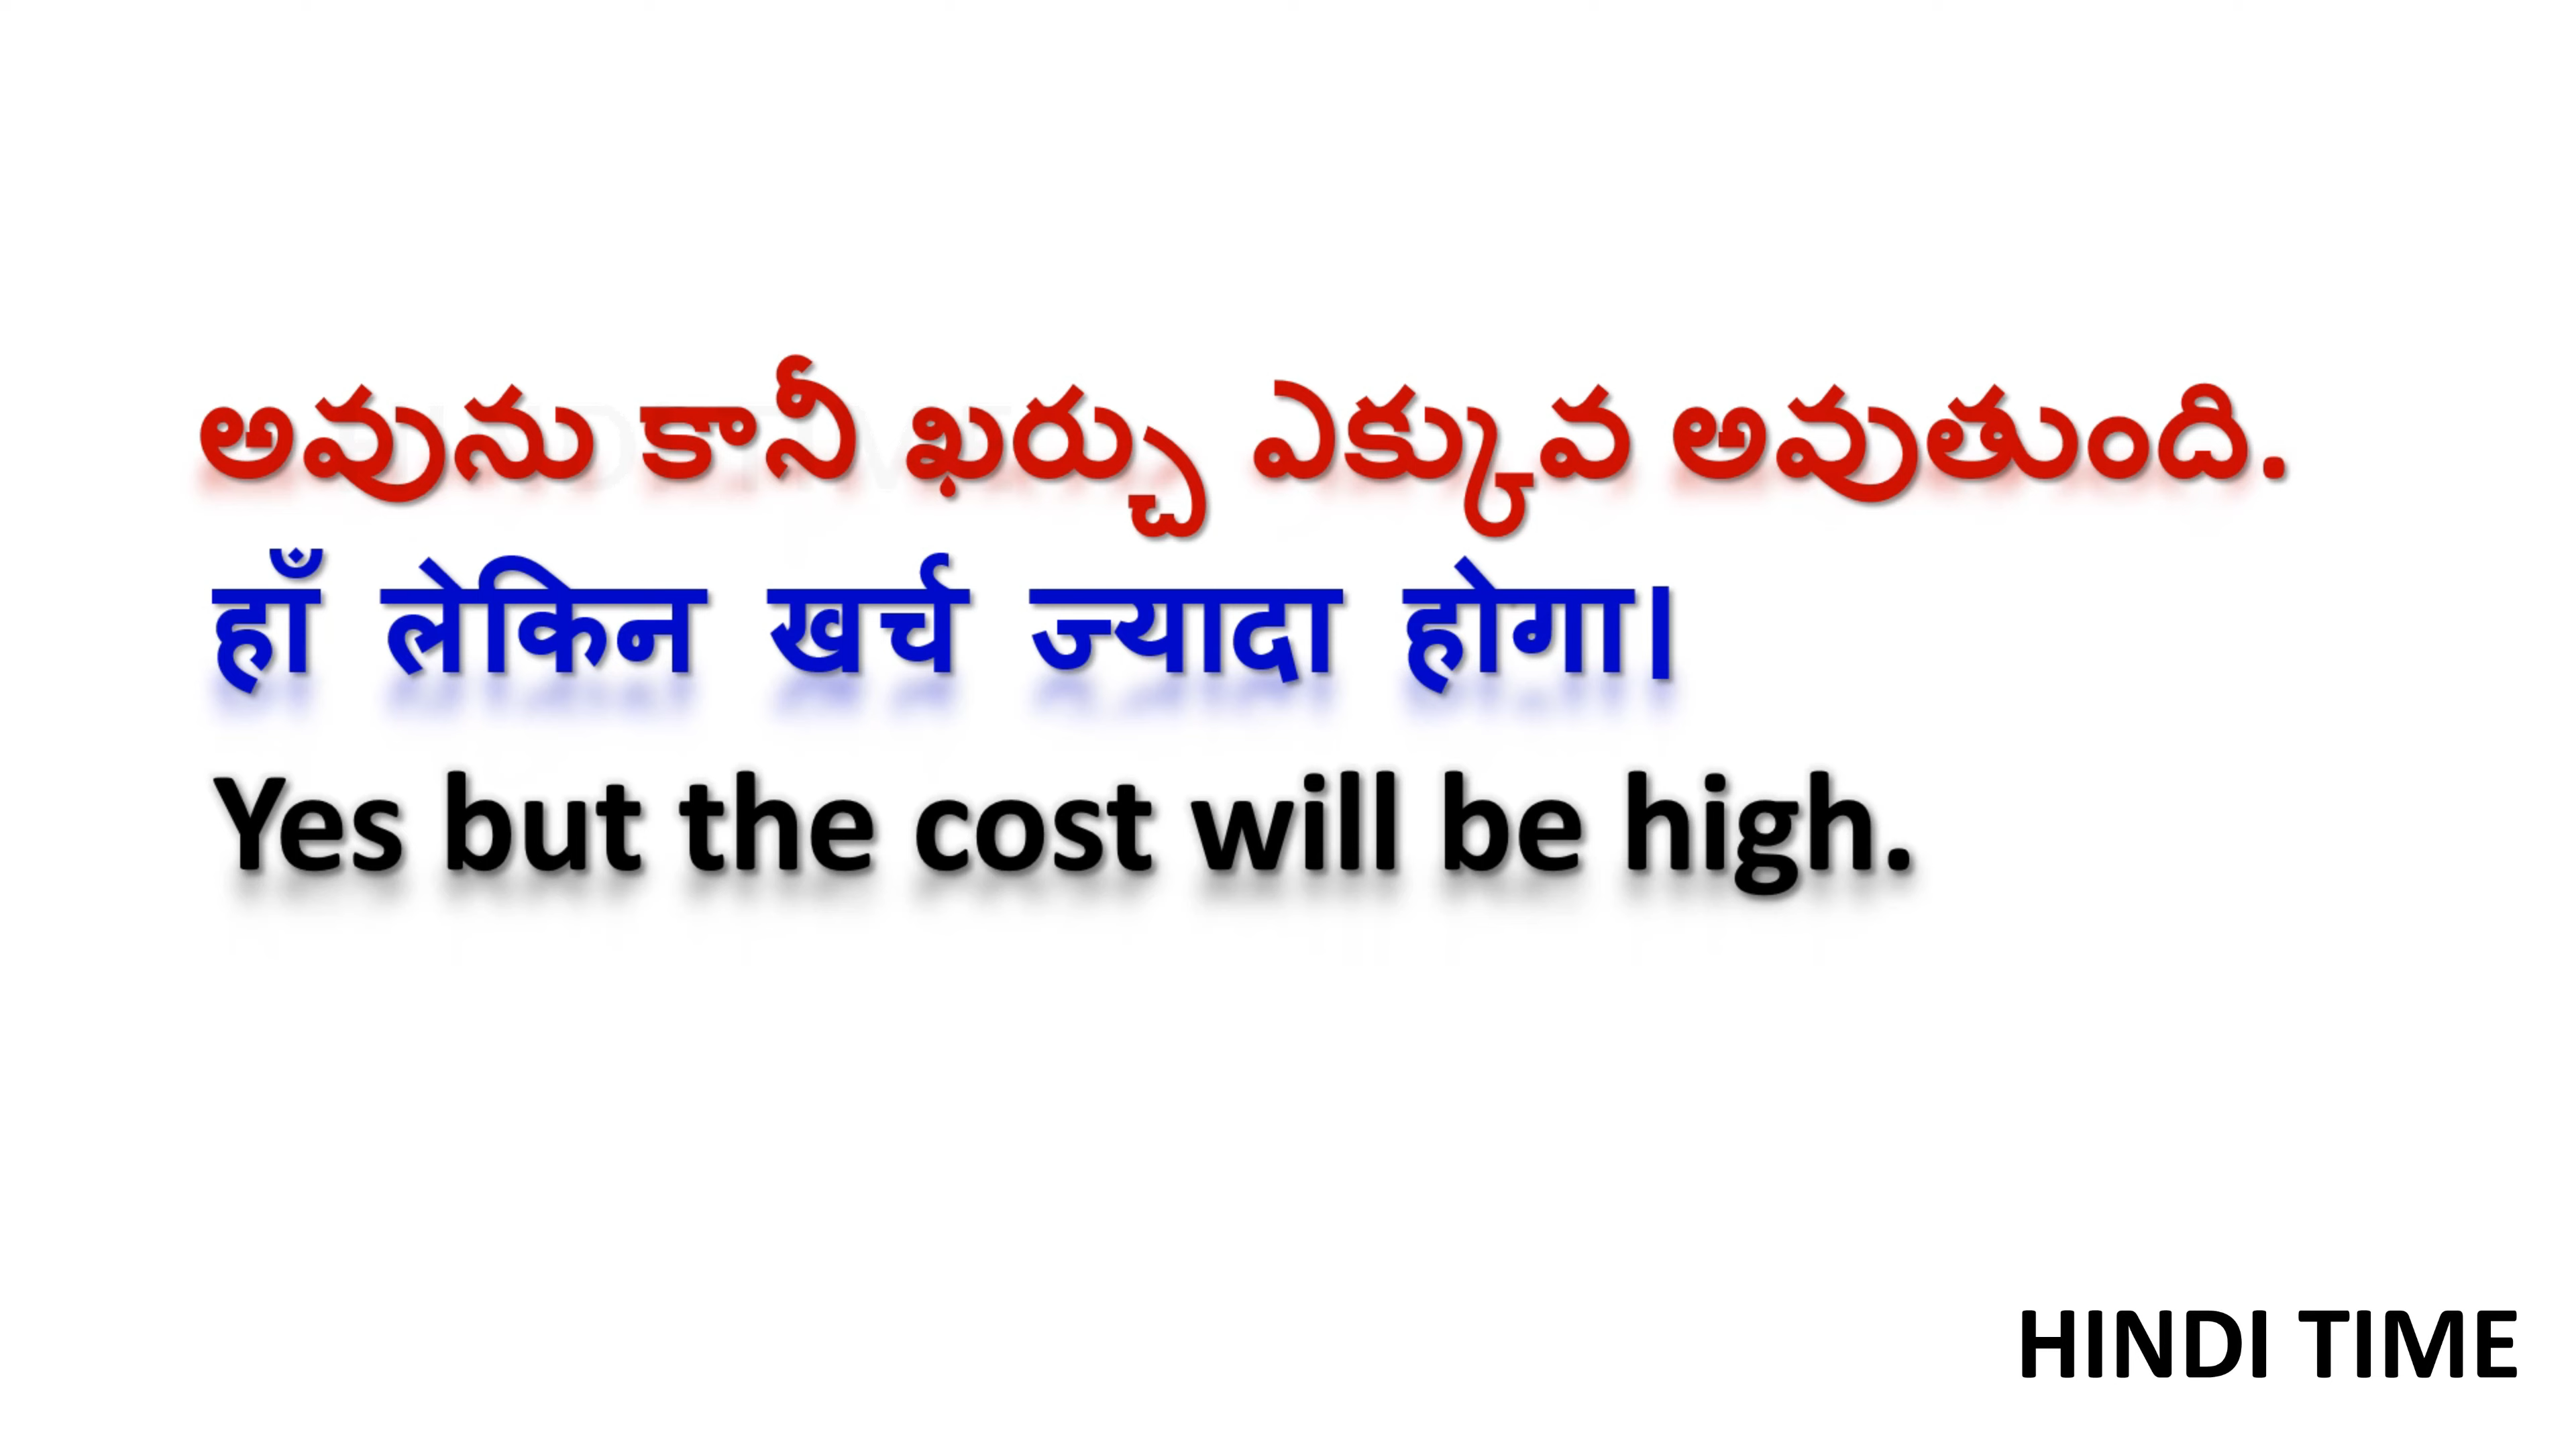 అవును కానీ ఖర్చు ఎక్కువ అవుతుంది.
हाँ लेकिन खर्च ज्यादा होगा।
Yes but the cost will be high.
HINDI TIME